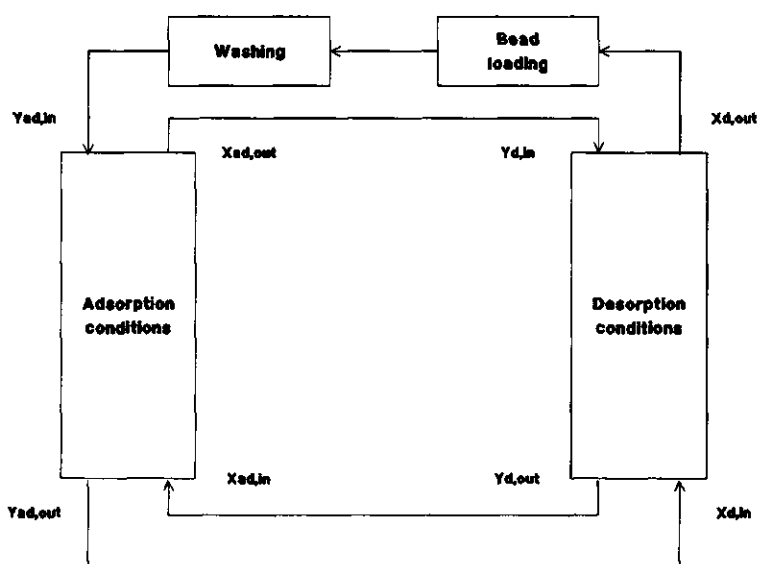 Washing
Bead
loading
Yad,in
Xd,out
Xad,out
Yd,in
Adsorption
conditions
Desorption
conditions
Xad,in
Yd,out
Yad,out
Xd,in